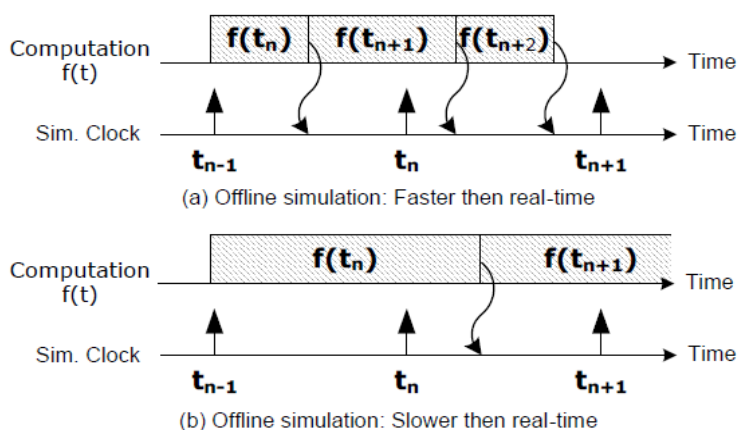 f(tn) f(tn+1) f(tn+2)
Computation
f(t)
Time
Sim. Clock
Time
tn-1 tn tn+1
(a) Offline simulation: Faster then real-time
f(tn) f(tn+1)
Computation
f(t)
Time
Sim. Clock
Time
tn-1 tn tn+1
(b) Offline simulation: Slower then real-time